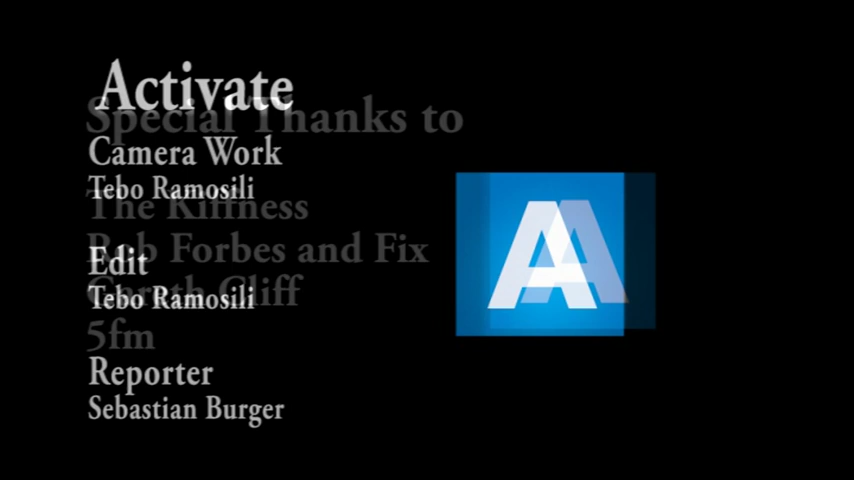 Activate
Special Thanks to
Camera Work
Tebo Ramosili
The Kiffness
Rob Forbes and Fix
Edit
Gareth Cliff
Tebo Ramosili
5fm
Reporter
Sebastian Burger
AA